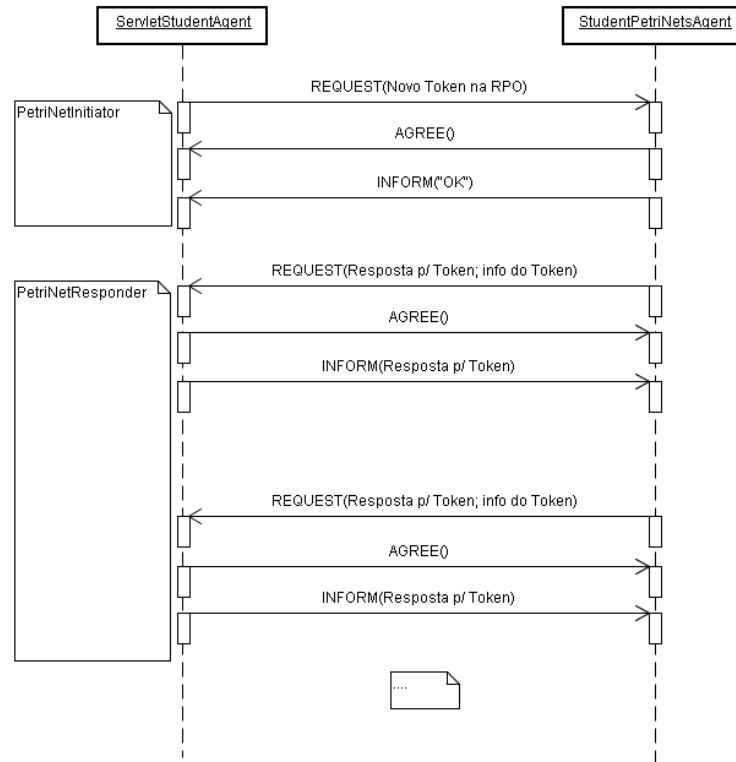 ServletStudentAgent
StudentPetriNetsAgent
REQUEST(Novo Token na RPO)
PetriNetInitiator
AGREE()
INFORM("OK")
REQUEST(Resposta p/ Token; info do Token)
PetriNetResponder
AGREE()
INFORM(Resposta p/ Token)
REQUEST(Resposta p/ Token; info do Token)
AGREE()
INFORM(Resposta p/ Token)
....